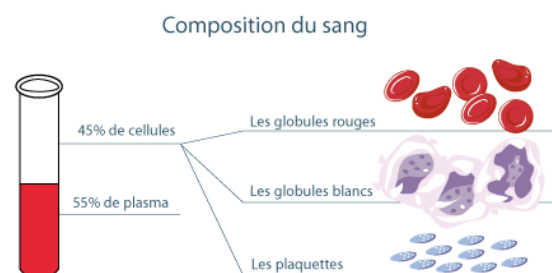 Composition du sang
45% de cellules
Les globules rouges
55% de plasma
Les globules blancs
Les plaquettes